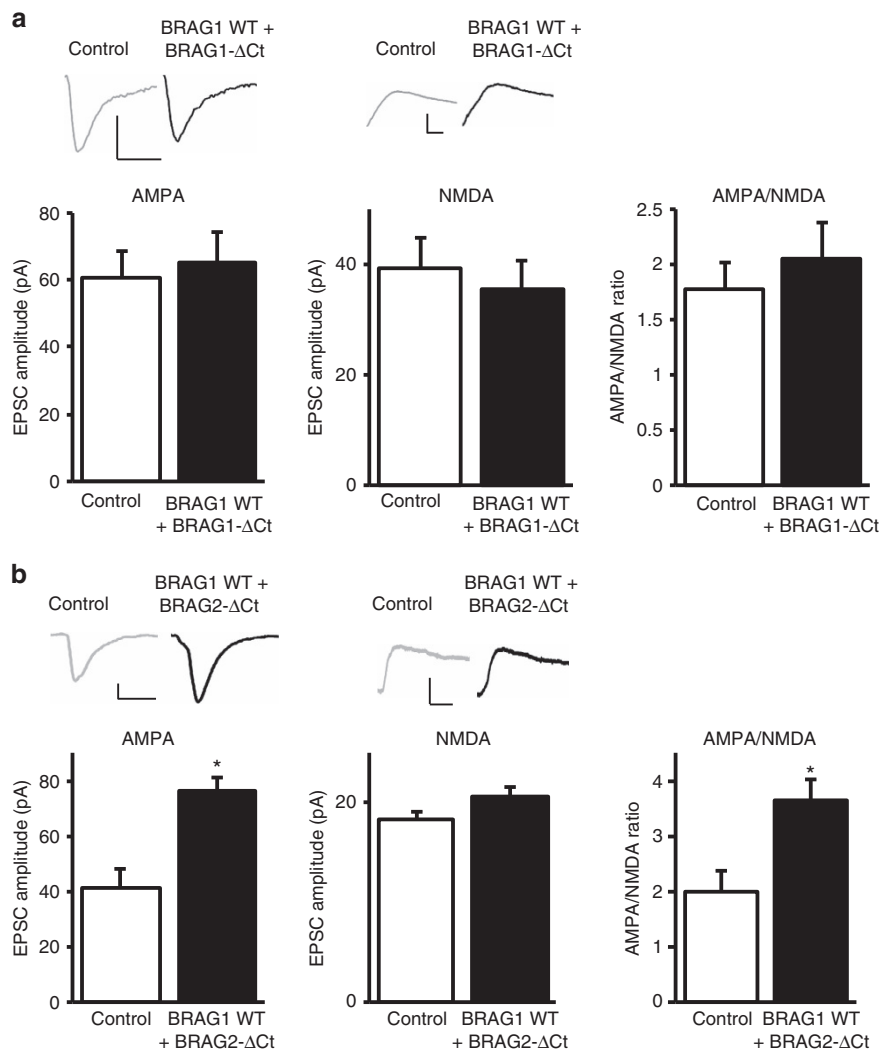 a
Control
BRAG1 WT +
BRAG1-ΔCt
Control
BRAG1 WT +
BRAG1-ΔCt
AMPA
EPSC amplitude (pA)
80
60
40
20
0
Control
BRAG1 WT
+ BRAG1-ΔCt
NMDA
EPSC amplitude (pA)
40
20
0
Control
BRAG1 WT
+ BRAG1-ΔCt
AMPA/NMDA
AMPA/NMDA ratio
2.5
2
1.5
1
0.5
0
Control
BRAG1 WT
+ BRAG1-ΔCt
b
Control
BRAG1 WT +
BRAG2-ΔCt
Control
BRAG1 WT +
BRAG2-ΔCt
AMPA
EPSC amplitude (pA)
80
60
40
20
0
*
Control
BRAG1 WT
+ BRAG2-ΔCt
NMDA
EPSC amplitude (pA)
20
0
Control
BRAG1 WT
+ BRAG2-ΔCt
AMPA/NMDA
AMPA/NMDA ratio
4
3
2
1
0
*
Control
BRAG1 WT
+ BRAG2-ΔCt